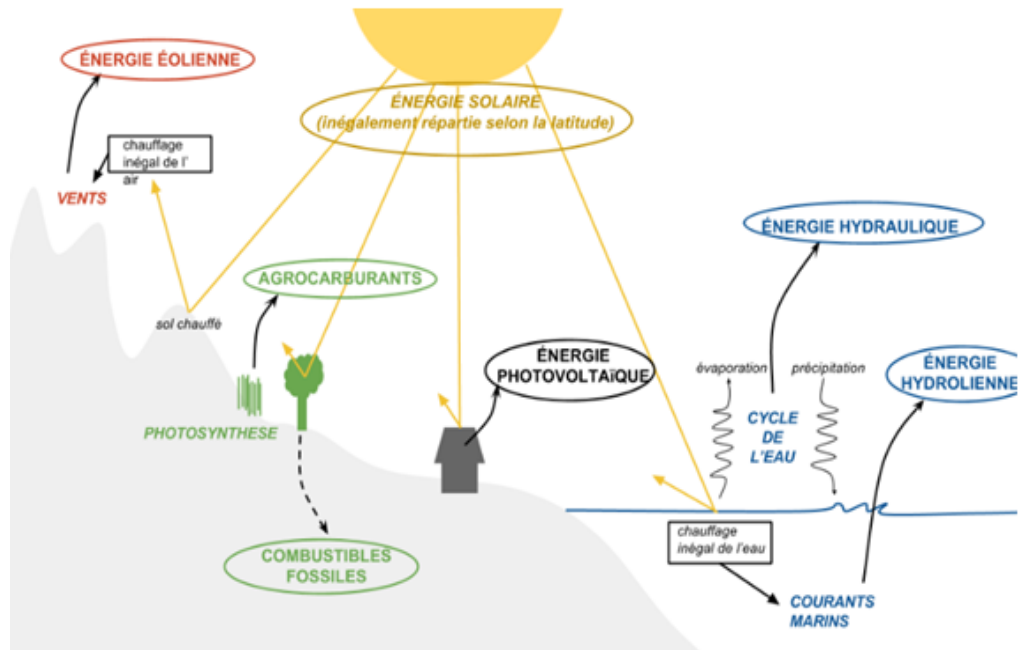 ÉNERGIE ÉOLIENNE
ÉNERGIE SOLAIRE
(inégalement répartie selon la latitude)
chauffage
inégal de l'
air
VENTS
ÉNERGIE HYDRAULIQUE
AGROCARBURANTS
sol chauffé
ÉNERGIE
PHOTOVOLTAïQUE
évaporation
précipitation
ÉNERGIE
HYDROLIENNE
PHOTOSYNTHESE
CYCLE
DE
L'EAU
chauffage
inégal de l'eau
COMBUSTIBLES
FOSSILES
COURANTS
MARINS